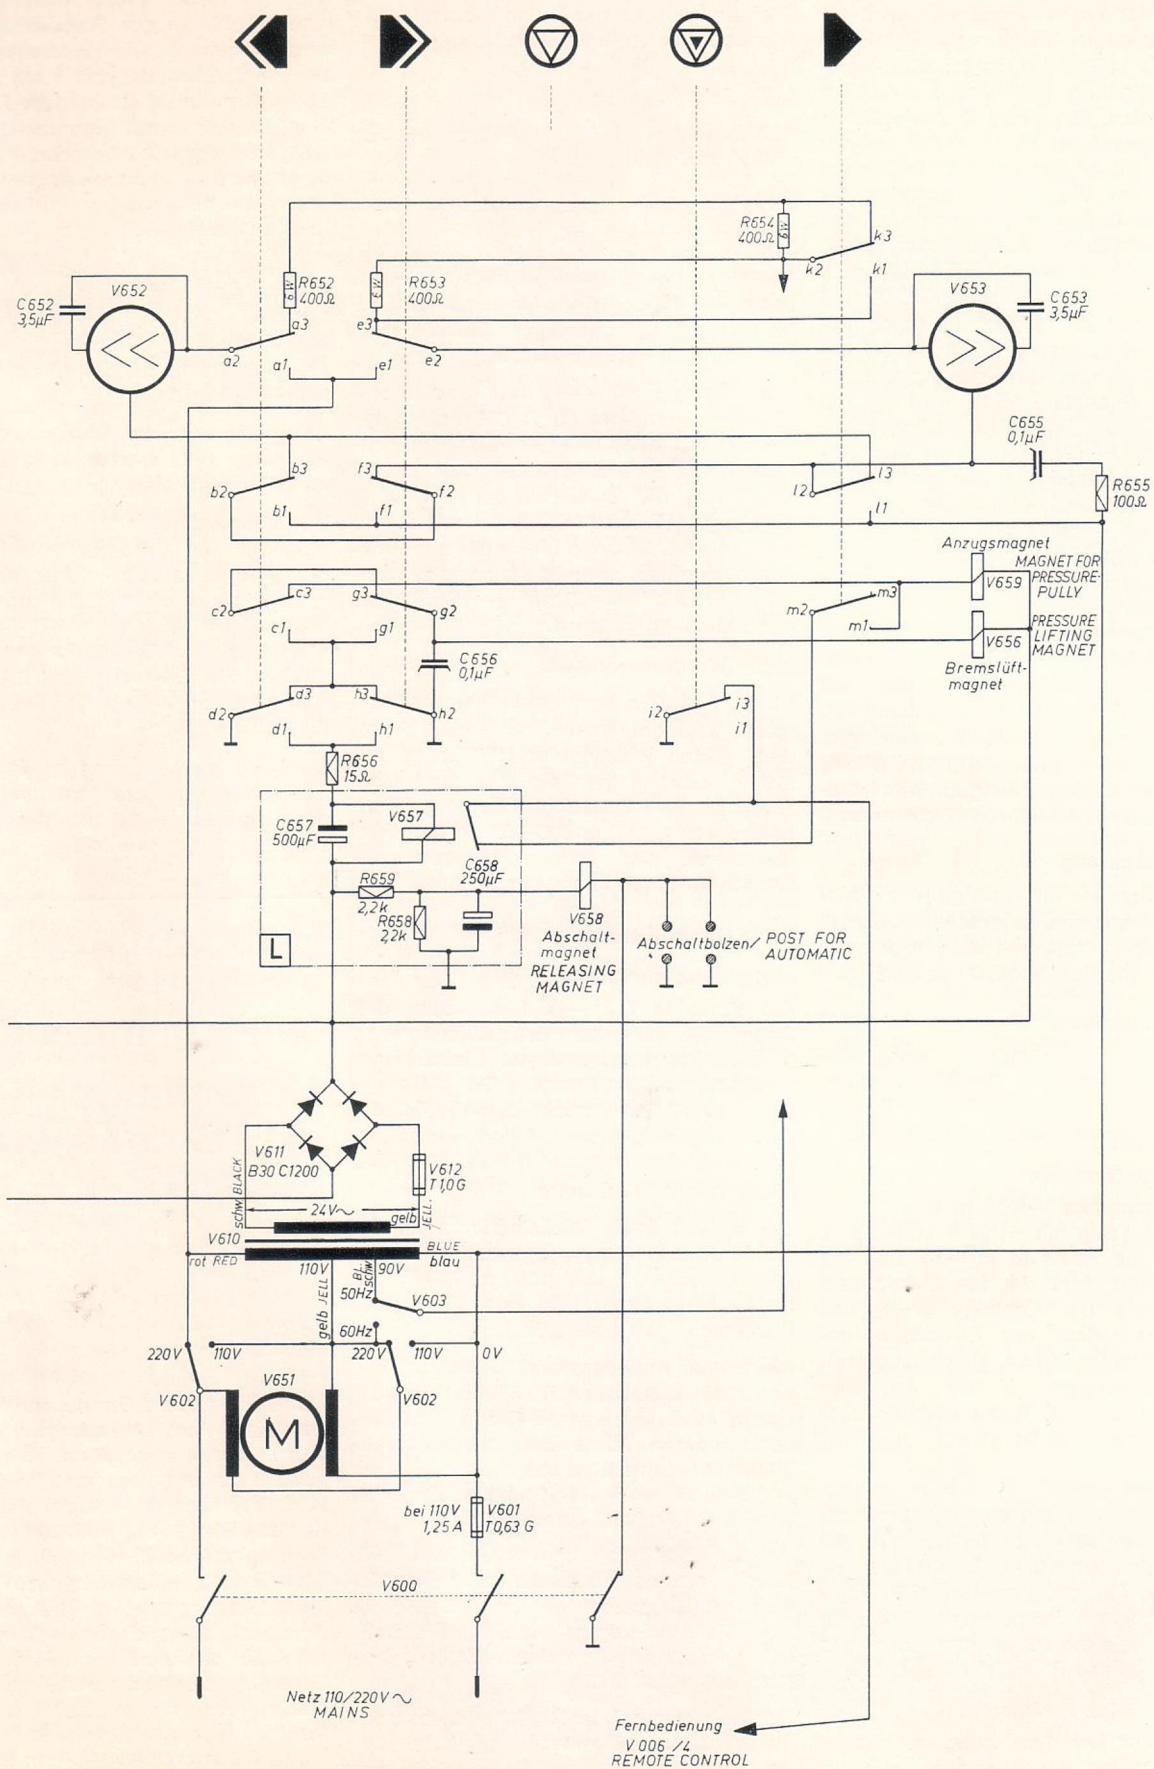 R654
400Ω
6W
k3
k2
k1
R652
400Ω
6W
R653
400Ω
6W
C652
3,5µF
V652
V653
C653
3,5µF
a3
e3
a2
a1
e1
e2
C655
0,1µF
b3
f3
l3
b2
f2
l2
R655
100Ω
b1
f1
l1
Anzugsmagnet
MAGNET FOR
PRESSURE-
PULLY
V659
c3
g3
m3
c2
g2
m2
c1
g1
m1
PRESSURE
LIFTING
MAGNET
V656
Bremslüft-
magnet
C656
0,1µF
d3
h3
i3
d2
h2
i2
d1
h1
i1
R656
15Ω
C657
500µF
V657
C658
250µF
R659
2,2k
R658
2,2k
L
V658
Abschalt-
magnet
RELEASING
MAGNET
Abschaltbolzen/ POST FOR
AUTOMATIC
V611
B30 C1200
V612
T1,0G
schw. BLACK
24V~
gelb
JELL.
V610
rot RED
BLUE
blau
110V
90V
gelb JELL
BL.
schw.
50Hz
V603
60Hz
220V
110V
220V
110V
0V
V602
V651
V602
M
bei 110V
1,25A
V601
T0,63 G
V600
Netz 110/220V~
MAINS
Fernbedienung
V 006 /4
REMOTE CONTROL